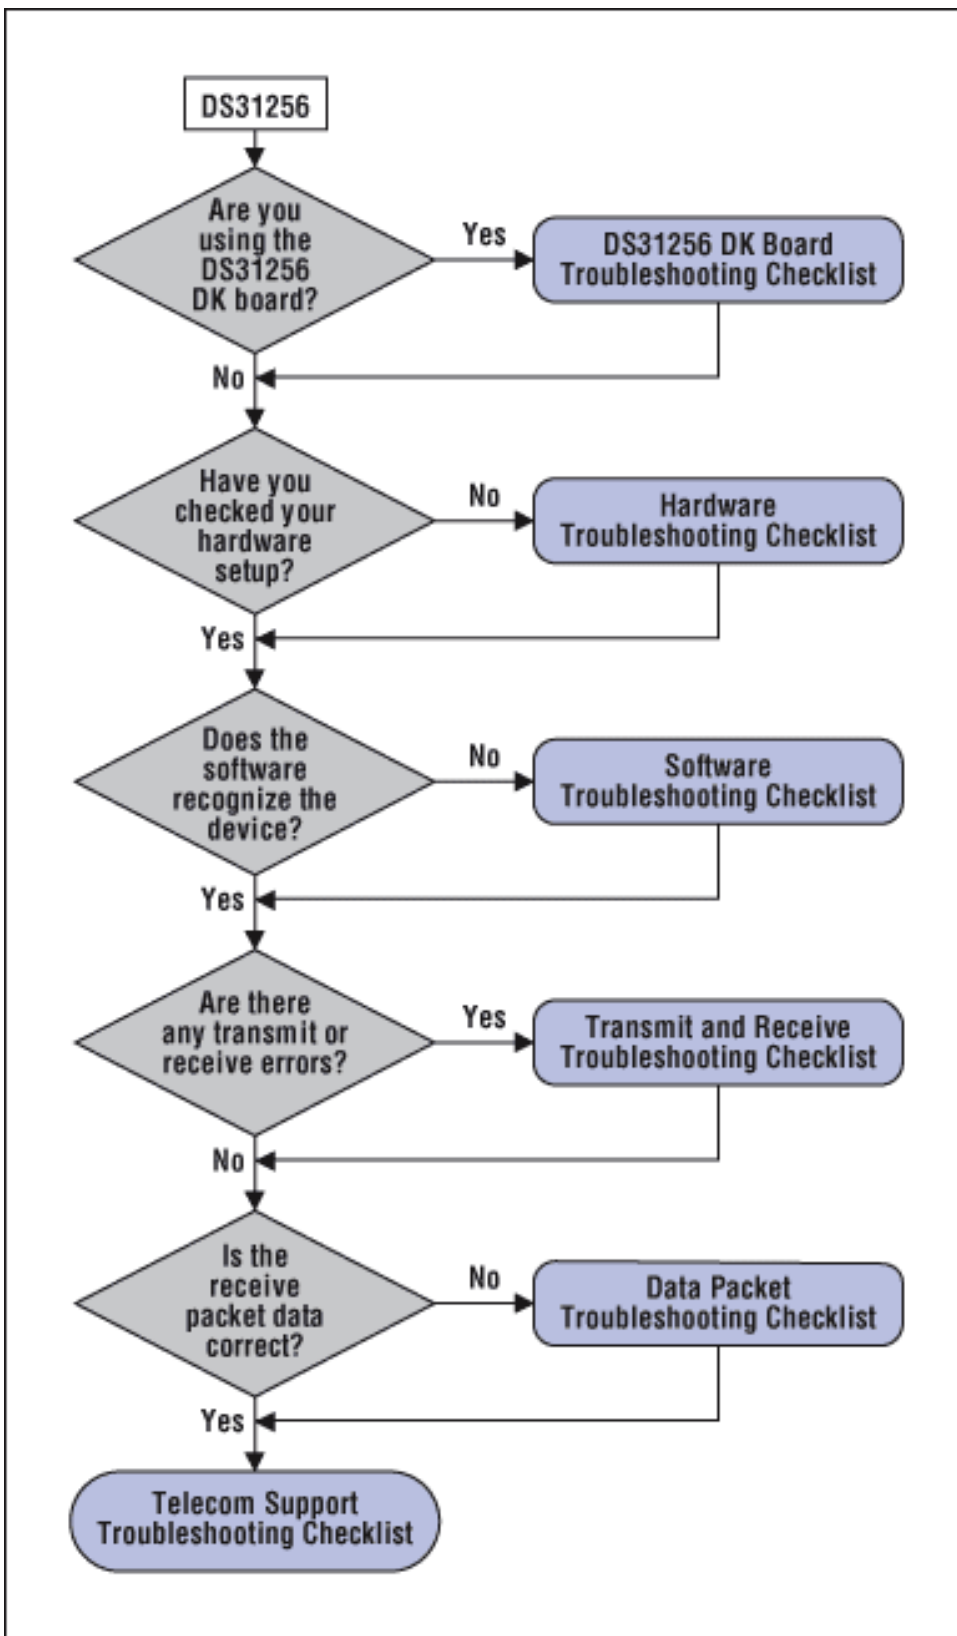 DS31256
Are you
using the
DS31256
DK board?
Yes
DS31256 DK Board
Troubleshooting Checklist
No
Have you
checked your
hardware
setup?
No
Hardware
Troubleshooting Checklist
Yes
Does the
software
recognize the
device?
No
Software
Troubleshooting Checklist
Yes
Are there
any transmit or
receive errors?
Yes
Transmit and Receive
Troubleshooting Checklist
No
Is the
receive
packet data
correct?
No
Data Packet
Troubleshooting Checklist
Yes
Telecom Support
Troubleshooting Checklist